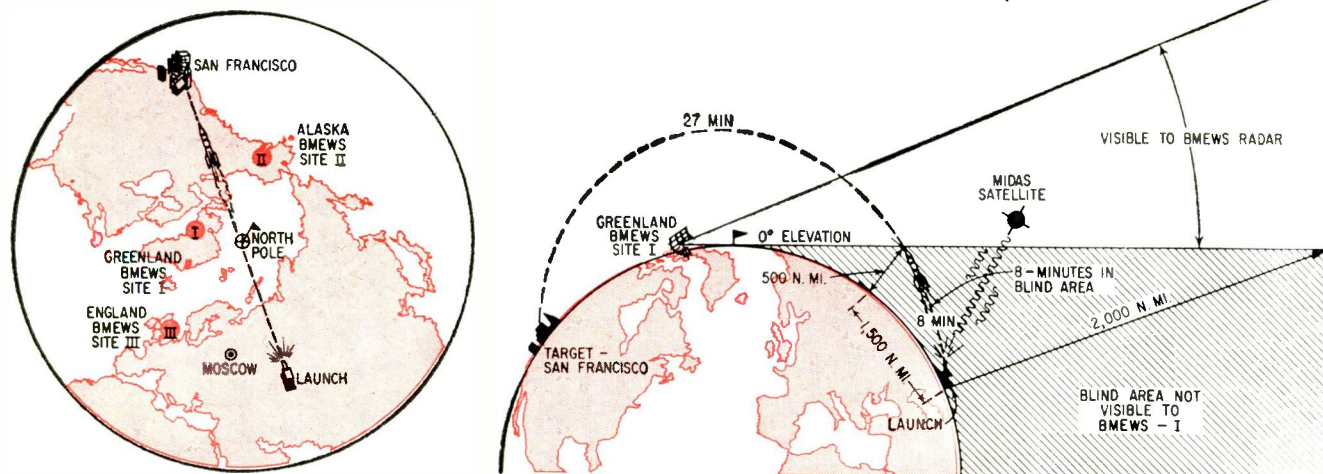 SAN FRANCISCO
ALASKA
BMEWS
SITE II
II
I
NORTH
POLE
GREENLAND
BMEWS
SITE I
ENGLAND
BMEWS
SITE III
III
MOSCOW
LAUNCH
27 MIN
VISIBLE TO BMEWS RADAR
MIDAS
SATELLITE
GREENLAND
BMEWS
SITE I
0° ELEVATION
500 N. MI.
8-MINUTES IN
BLIND AREA
8 MIN
2,000 N. MI.
1,500 N. MI.
TARGET –
SAN FRANCISCO
LAUNCH
BLIND AREA NOT
VISIBLE TO
BMEWS - I